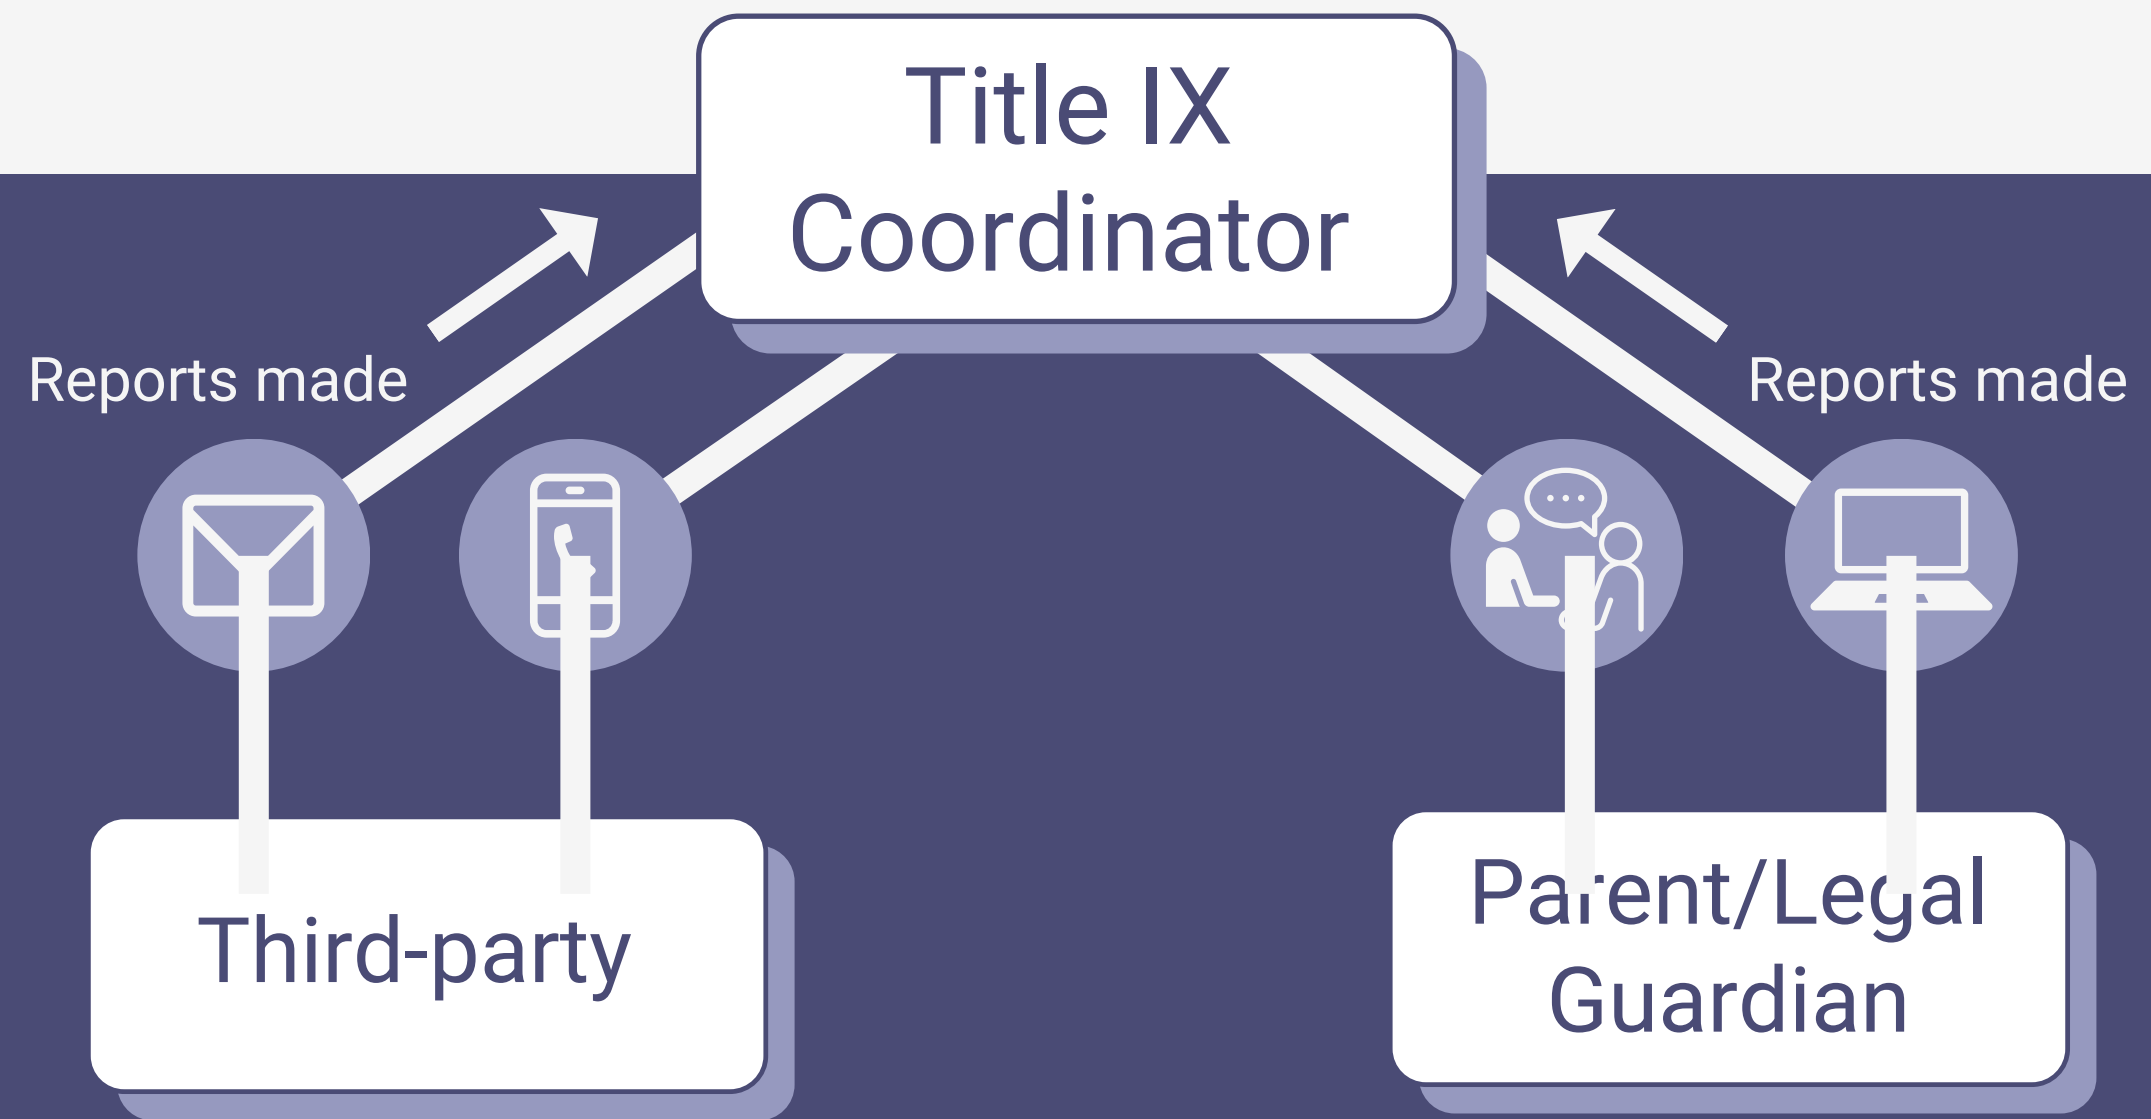 Title IX
Coordinator
Reports made
Reports made
Third-party
Parent/Legal
Guardian